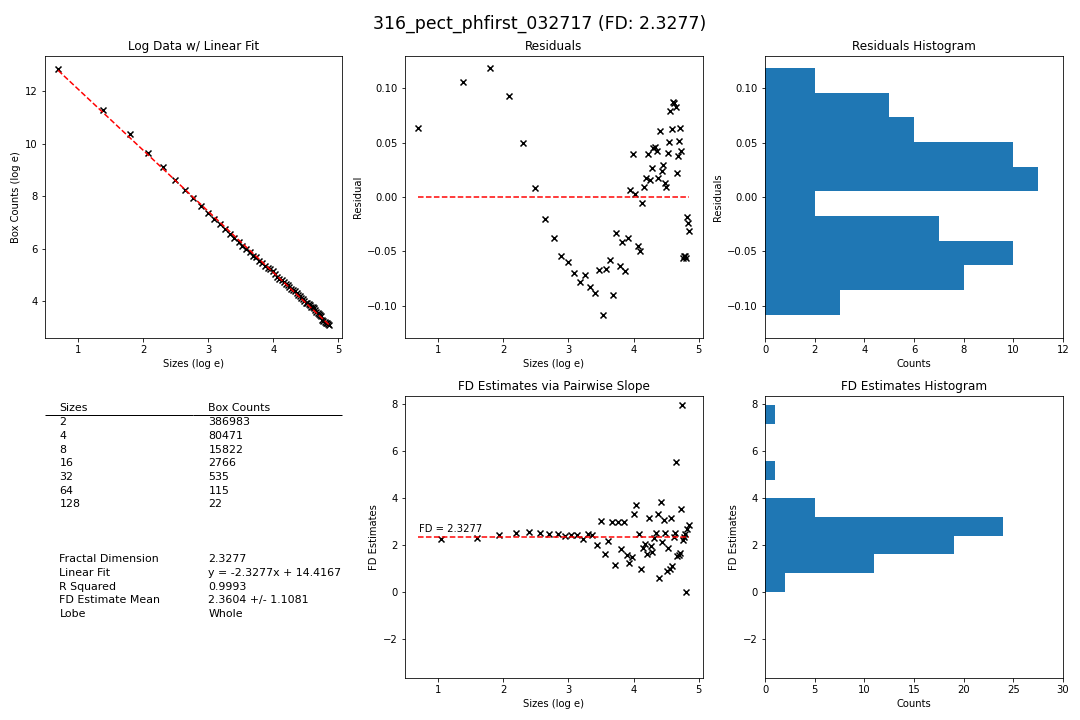 316_pect_phfirst_032717 (FD: 2.3277)
Log Data w/ Linear Fit
Box Counts (log e)
12
10
8
6
4
1 2 3 4 5
Sizes (log e)
Residuals
Residual
0.10
0.05
0.00
−0.05
−0.10
1 2 3 4 5
Sizes (log e)
Residuals Histogram
Residuals
0.10
0.05
0.00
−0.05
−0.10
0 2 4 6 8 10 12
Counts
Sizes Box Counts
2 386983
4 80471
8 15822
16 2766
32 535
64 115
128 22
Fractal Dimension 2.3277
Linear Fit y = -2.3277x + 14.4167
R Squared 0.9993
FD Estimate Mean 2.3604 +/- 1.1081
Lobe Whole
FD Estimates via Pairwise Slope
FD Estimates
8
6
4
2
0
−2
FD = 2.3277
1 2 3 4 5
Sizes (log e)
FD Estimates Histogram
FD Estimates
8
6
4
2
0
−2
0 5 10 15 20 25 30
Counts